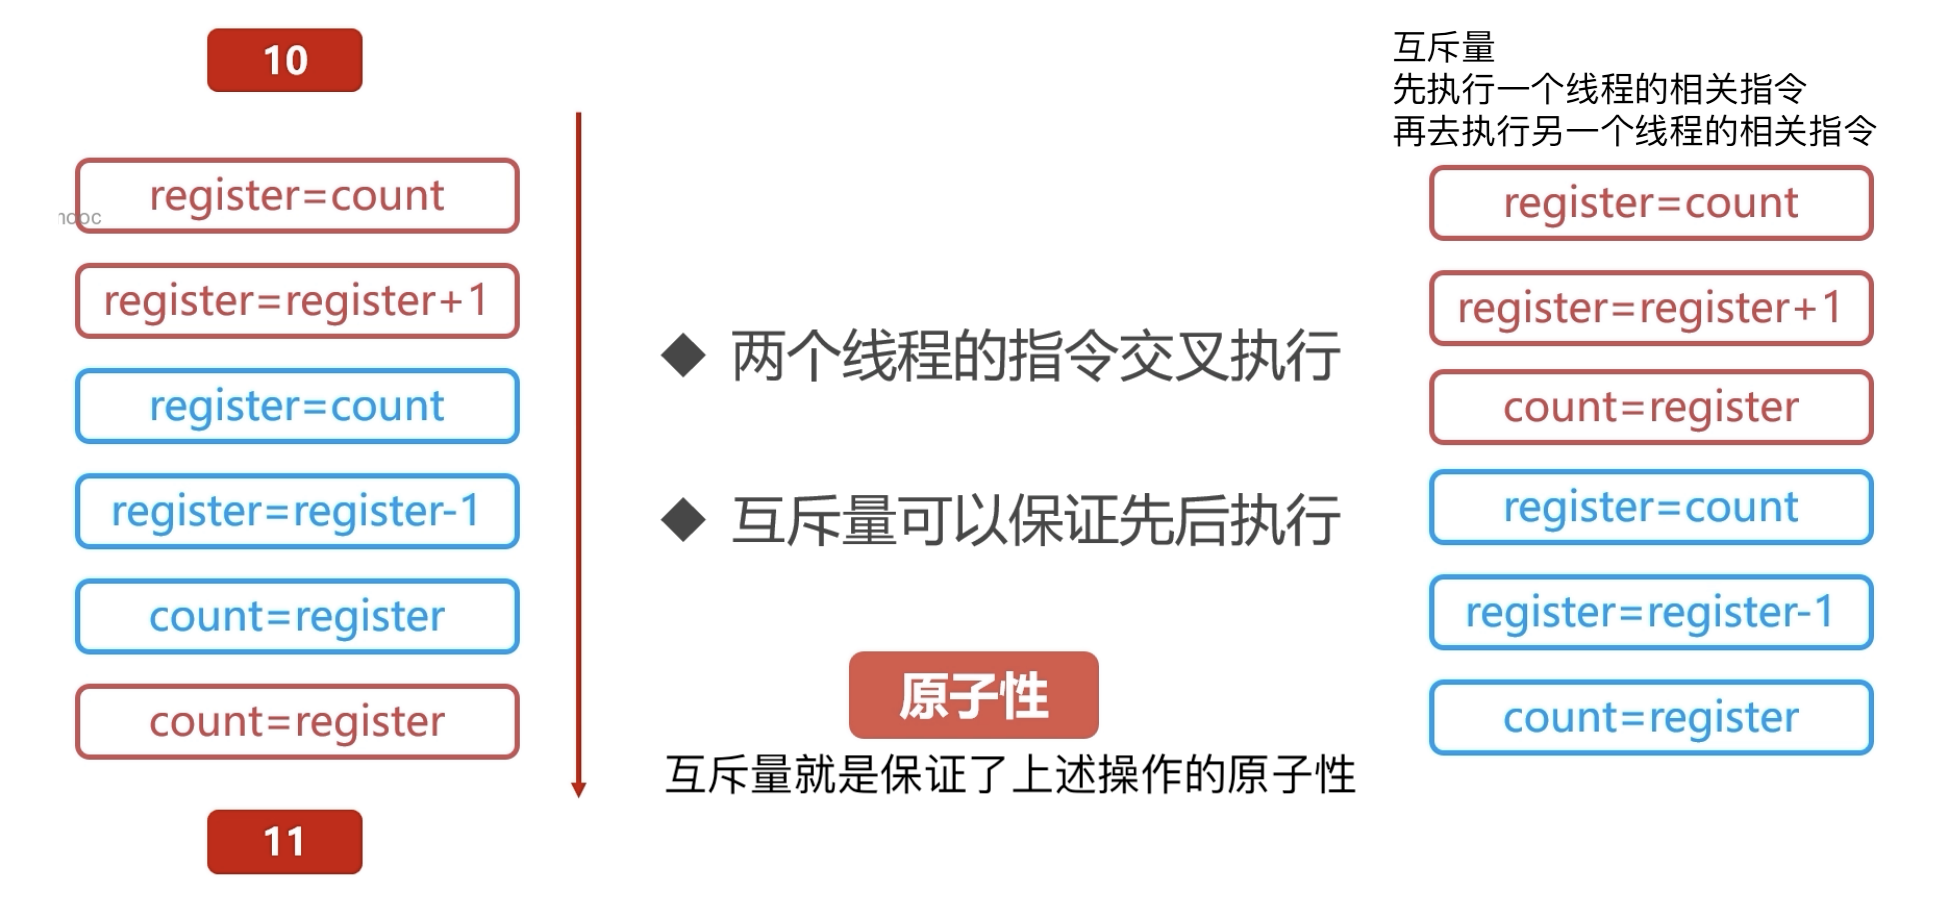 10
register=count
register=register+1
register=count
register=register-1
count=register
count=register
11
两个线程的指令交叉执行
互斥量可以保证先后执行
原子性
互斥量就是保证了上述操作的原子性
互斥量
先执行一个线程的相关指令
再去执行另一个线程的相关指令
register=count
register=register+1
count=register
register=count
register=register-1
count=register